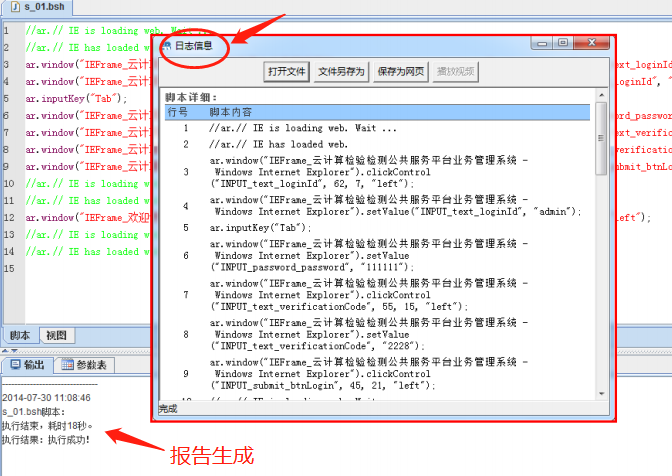 s_01.bsh
1 //ar.// IE is loading web. Wait ...
2 //ar.// IE has loaded we
3 ar.window("IEFrame_云计
4 ar.window("IEFrame_云计
5 ar.inputKey("Tab");
6 ar.window("IEFrame_云计
7 ar.window("IEFrame_云计
8 ar.window("IEFrame_云计
9 ar.window("IEFrame_云计
10 //ar.// IE is loading w
11 //ar.// IE has loaded w
12 ar.window("IEFrame_欢迎
13 //ar.// IE is loading w
14 //ar.// IE has loaded w
15
日志信息
打开文件 文件另存为 保存为网页 播放视频
脚本详细:
行号 脚本内容
1 //ar.// IE is loading web. Wait ...
2 //ar.// IE has loaded web.
3 ar.window("IEFrame_云计算检验检测公共服务平台业务管理系统 -
Windows Internet Explorer").clickControl
("INPUT_text_loginId", 62, 7, "left");
4 ar.window("IEFrame_云计算检验检测公共服务平台业务管理系统 -
Windows Internet Explorer").setValue("INPUT_text_loginId", "admin");
5 ar.inputKey("Tab");
6 ar.window("IEFrame_云计算检验检测公共服务平台业务管理系统 -
Windows Internet Explorer").setValue
("INPUT_password_password", "111111");
7 ar.window("IEFrame_云计算检验检测公共服务平台业务管理系统 -
Windows Internet Explorer").clickControl
("INPUT_text_verificationCode", 55, 15, "left");
8 ar.window("IEFrame_云计算检验检测公共服务平台业务管理系统 -
Windows Internet Explorer").setValue
("INPUT_text_verificationCode", "2228");
9 ar.window("IEFrame_云计算检验检测公共服务平台业务管理系统 -
Windows Internet Explorer").clickControl
("INPUT_submit_btnLogin", 45, 21, "left");
完成
ext_loginId
oginId", "
word_passwo
ext_verific
verificatio
ubmit_btnLo
eft");
脚本 视图
输出 参数表
2014-07-30 11:08:46
s_01.bsh脚本:
执行结束,耗时18秒。
执行结果: 执行成功!
报告生成